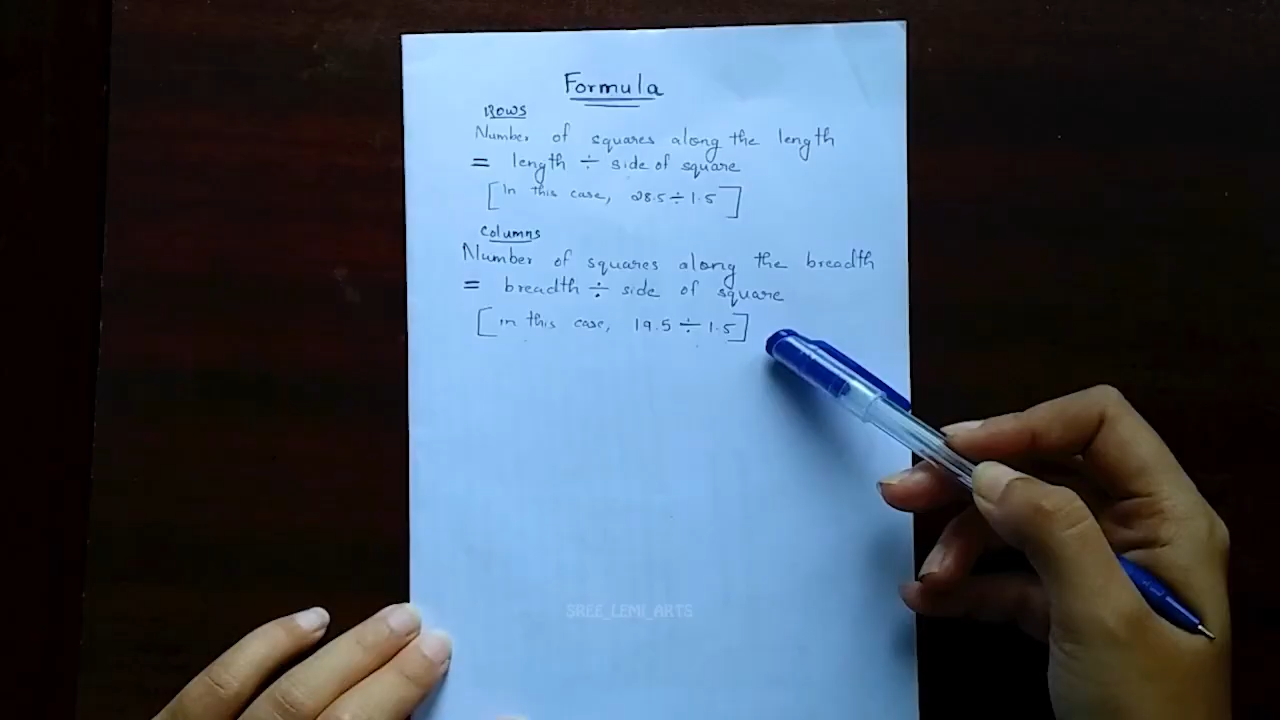 Formula
Rows
Number of squares along the length
= length ÷ side of square
[In this case, 28.5 ÷ 1.5]
Columns
Number of squares along the breadth
= breadth ÷ side of square
[in this case, 19.5 ÷ 1.5]
SREE_LEMI_ARTS